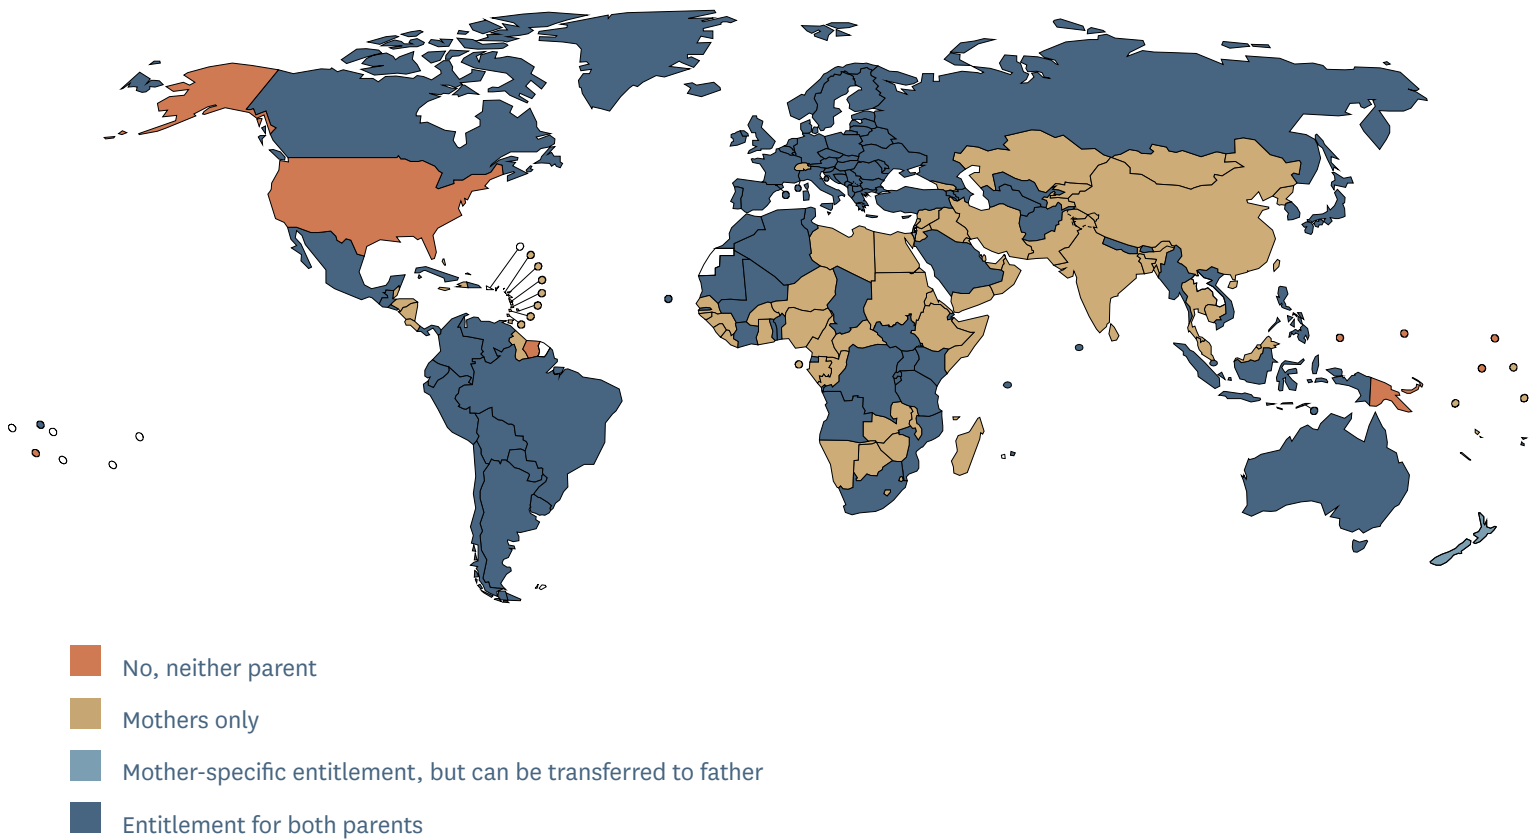 No, neither parent
Mothers only
Mother-specific entitlement, but can be transferred to father
Entitlement for both parents